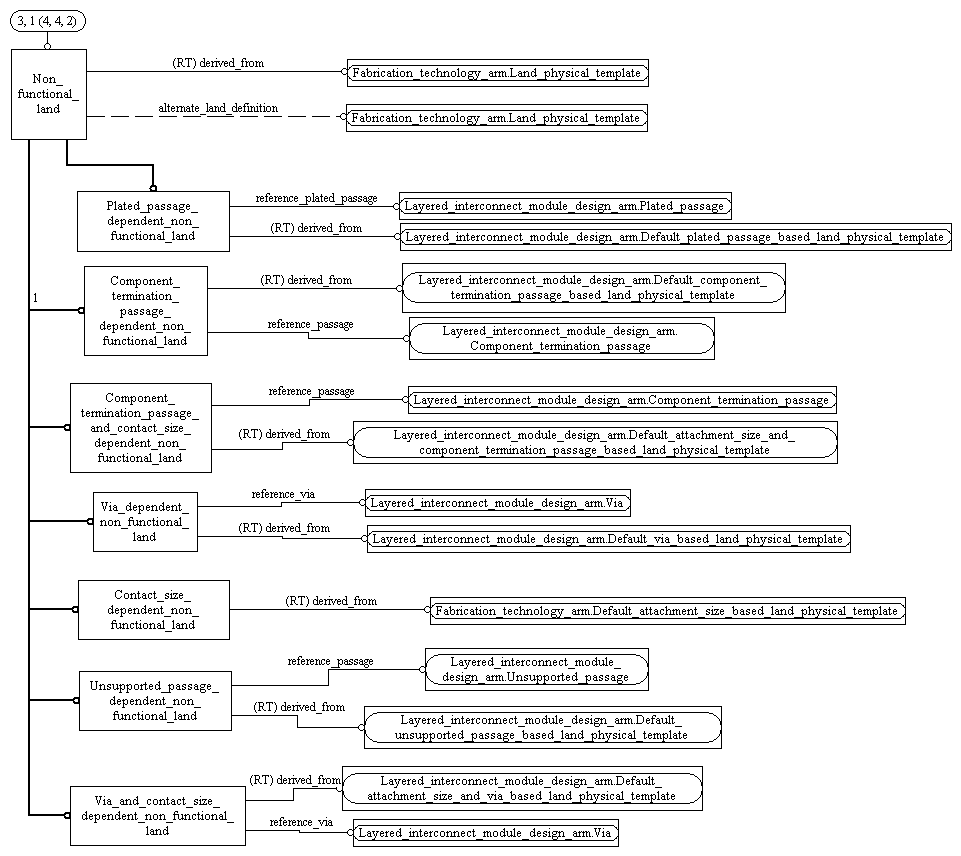 3, 1 (4, 4, 2)
Non_
functional_
land
(RT) derived_from
Fabrication_technology_arm.Land_physical_template
alternate_land_definition
Fabrication_technology_arm.Land_physical_template
Plated_passage_
dependent_non_
functional_land
reference_plated_passage
Layered_interconnect_module_design_arm.Plated_passage
(RT) derived_from
Layered_interconnect_module_design_arm.Default_plated_passage_based_land_physical_template
1
Component_
termination_
passage_
dependent_non_
functional_land
(RT) derived_from
Layered_interconnect_module_design_arm.Default_component_
termination_passage_based_land_physical_template
reference_passage
Layered_interconnect_module_design_arm.
Component_termination_passage
Component_
termination_passage_
and_contact_size_
dependent_non_
functional_land
reference_passage
Layered_interconnect_module_design_arm.Component_termination_passage
(RT) derived_from
Layered_interconnect_module_design_arm.Default_attachment_size_and_
component_termination_passage_based_land_physical_template
Via_dependent_
non_functional_
land
reference_via
Layered_interconnect_module_design_arm.Via
(RT) derived_from
Layered_interconnect_module_design_arm.Default_via_based_land_physical_template
Contact_size_
dependent_non_
functional_land
(RT) derived_from
Fabrication_technology_arm.Default_attachment_size_based_land_physical_template
Unsupported_passage_
dependent_non_
functional_land
reference_passage
Layered_interconnect_module_
design_arm.Unsupported_passage
(RT) derived_from
Layered_interconnect_module_design_arm.Default_
unsupported_passage_based_land_physical_template
Via_and_contact_size_
dependent_non_functional_
land
(RT) derived_from
Layered_interconnect_module_design_arm.Default_
attachment_size_and_via_based_land_physical_template
reference_via
Layered_interconnect_module_design_arm.Via